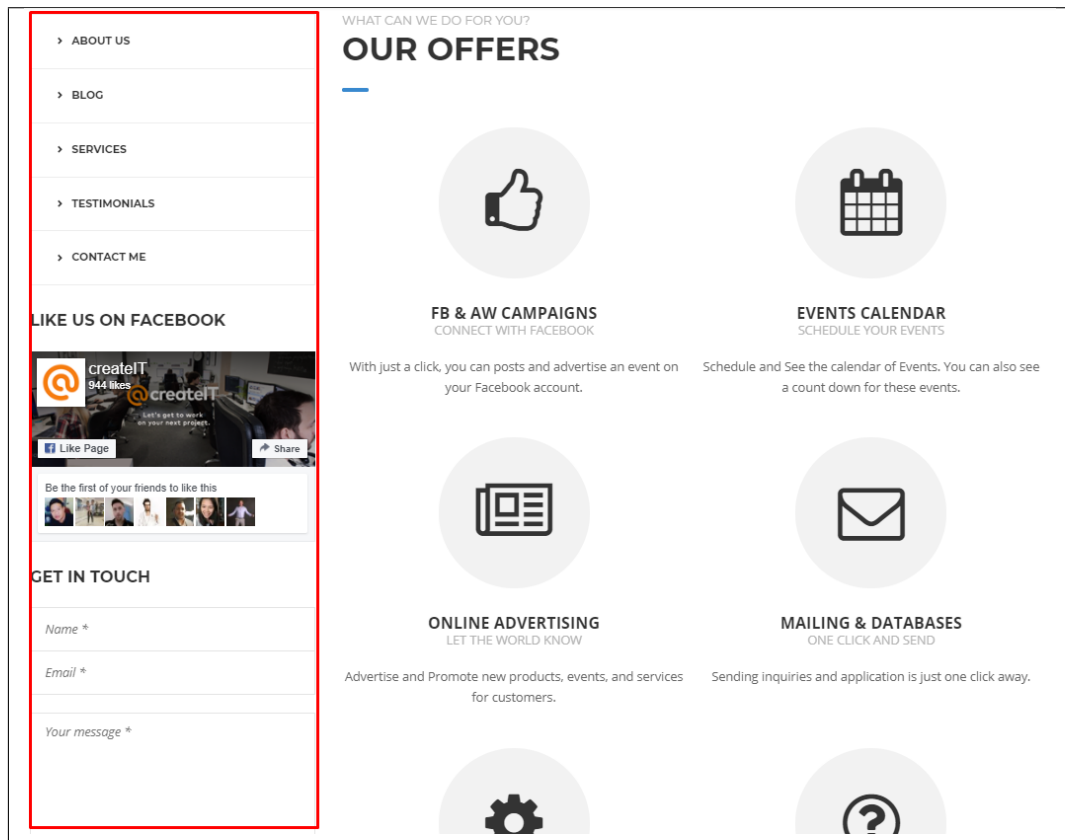 ABOUT US
BLOG
SERVICES
TESTIMONIALS
CONTACT ME
LIKE US ON FACEBOOK
createIT
944 likes
@createIT
Let's get to work
on your next project.
Like Page
Share
Be the first of your friends to like this
GET IN TOUCH
Name *
Email *
Your message *
WHAT CAN WE DO FOR YOU?
OUR OFFERS
FB & AW CAMPAIGNS
CONNECT WITH FACEBOOK
With just a click, you can posts and advertise an event on
your Facebook account.
EVENTS CALENDAR
SCHEDULE YOUR EVENTS
Schedule and See the calendar of Events. You can also see
a count down for these events.
ONLINE ADVERTISING
LET THE WORLD KNOW
Advertise and Promote new products, events, and services
for customers.
MAILING & DATABASES
ONE CLICK AND SEND
Sending inquiries and application is just one click away.